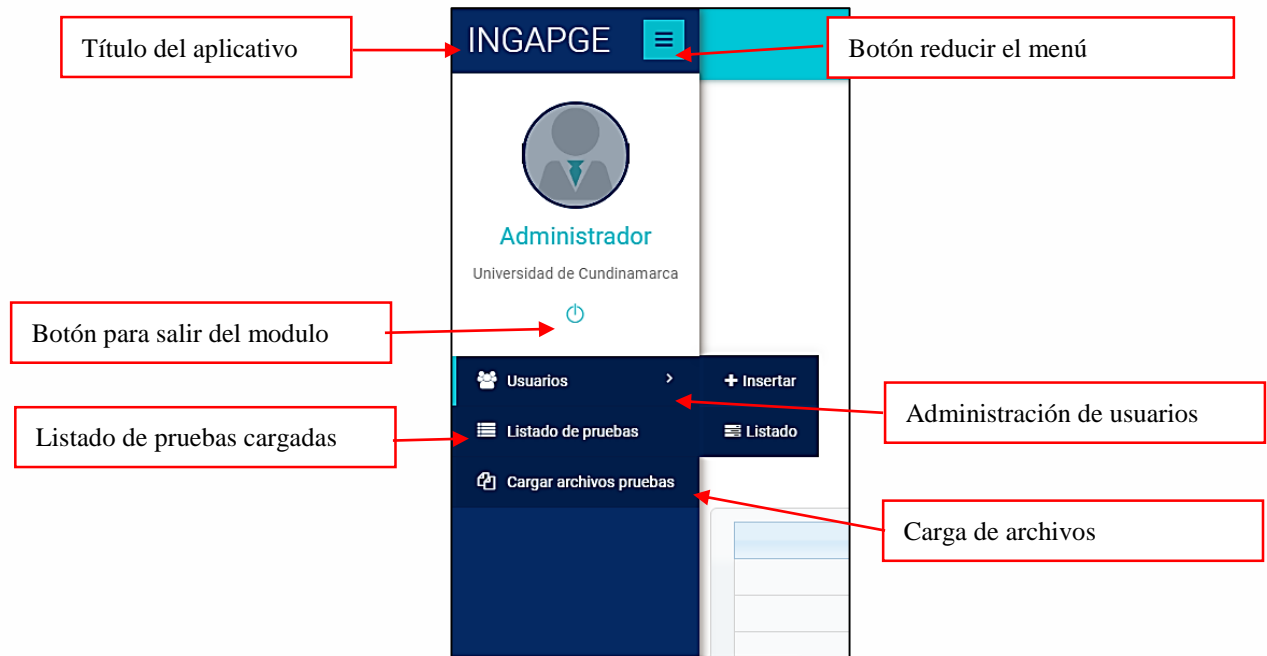 Título del aplicativo
INGAPGE
Botón reducir el menú
Administrador
Universidad de Cundinamarca
Botón para salir del modulo
Usuarios
Insertar
Administración de usuarios
Listado de pruebas cargadas
Listado de pruebas
Listado
Cargar archivos pruebas
Carga de archivos